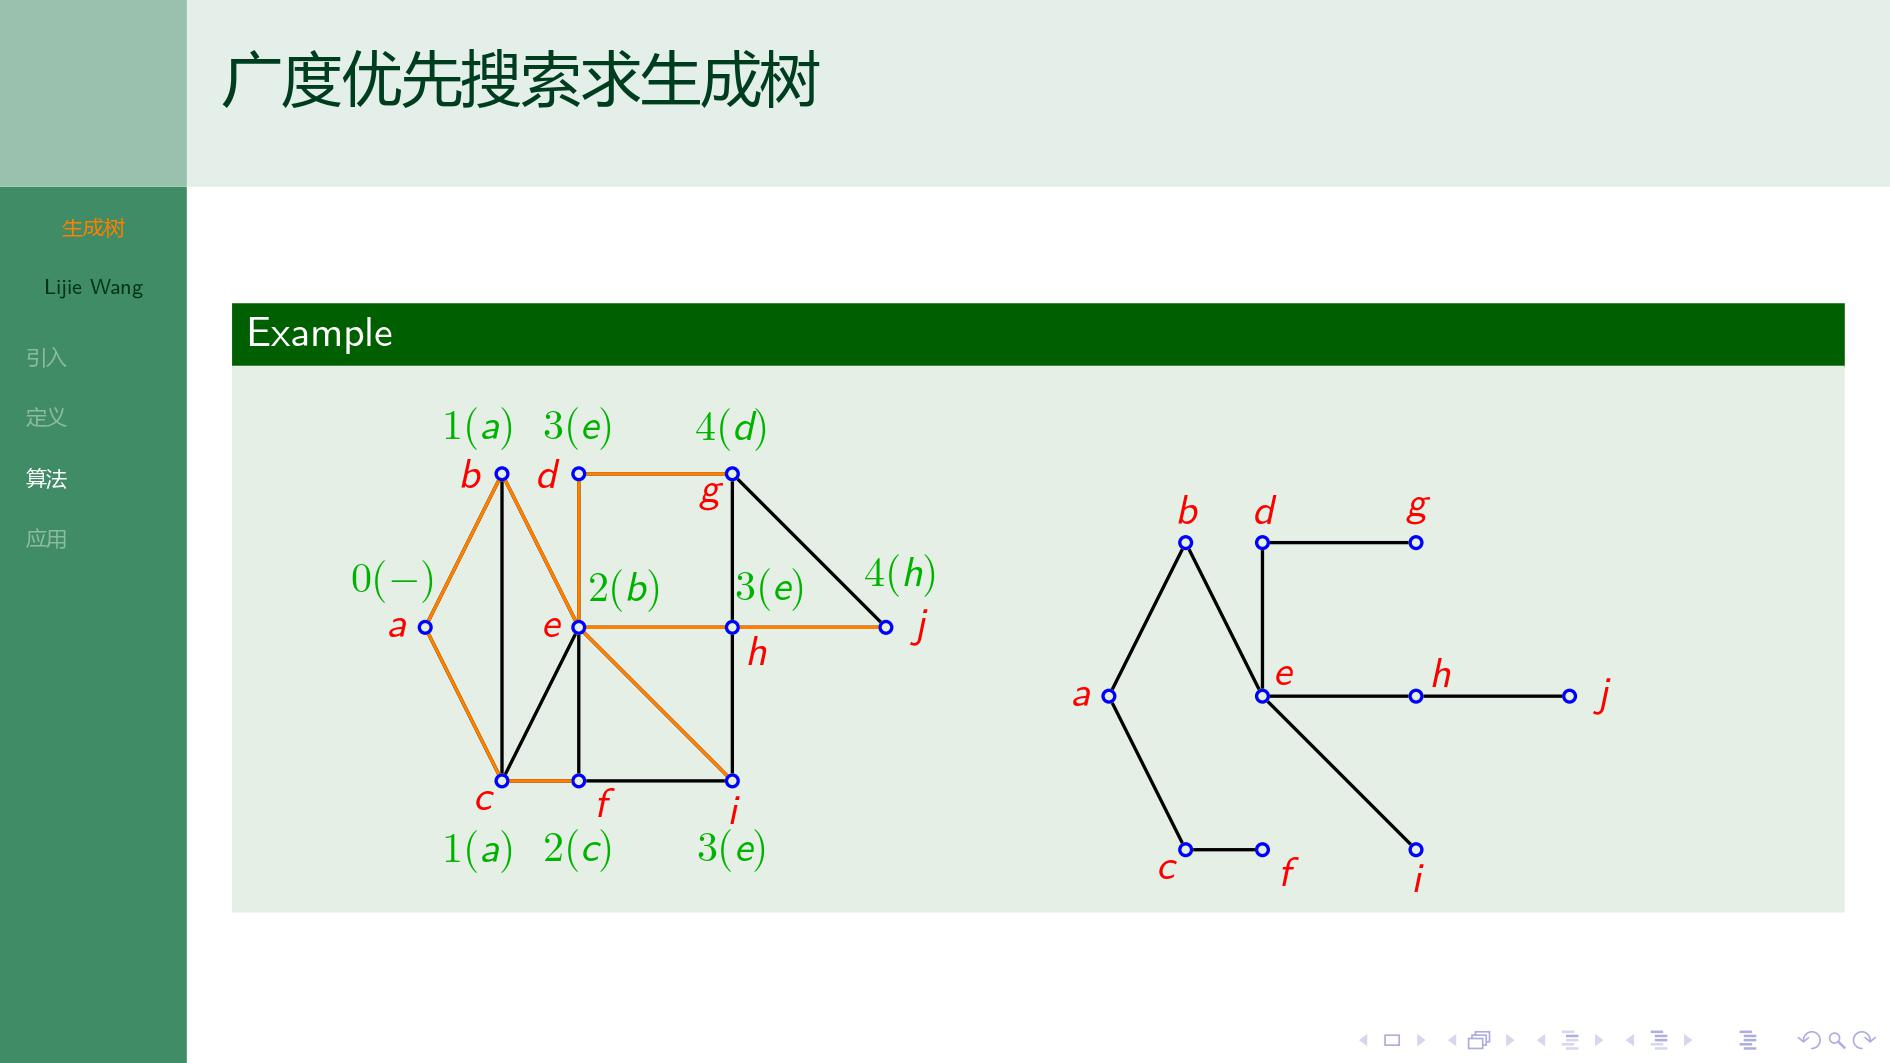 广度优先搜索求生成树
生成树
Lijie Wang
引入
定义
算法
应用
Example
1(a) 3(e) 4(d)
b d g
0(−) 2(b) 3(e) 4(h)
a e h j
c f i
1(a) 2(c) 3(e)
b d g
a e h j
c f i